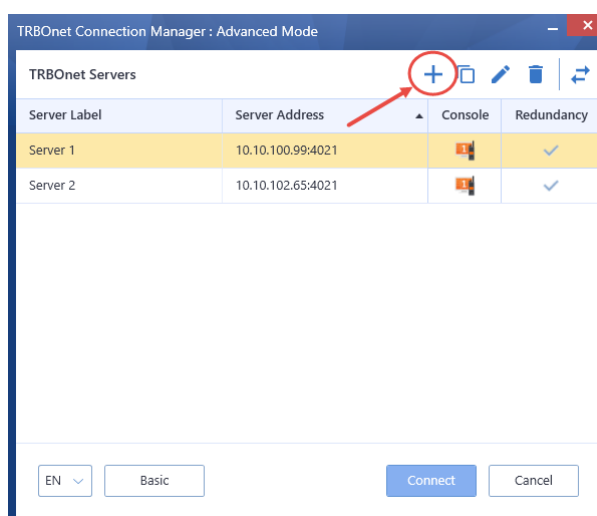 TRBOnet Connection Manager : Advanced Mode
TRBOnet Servers
Server Label Server Address Console Redundancy
Server 1 10.10.100.99:4021
Server 2 10.10.102.65:4021
EN Basic Connect Cancel